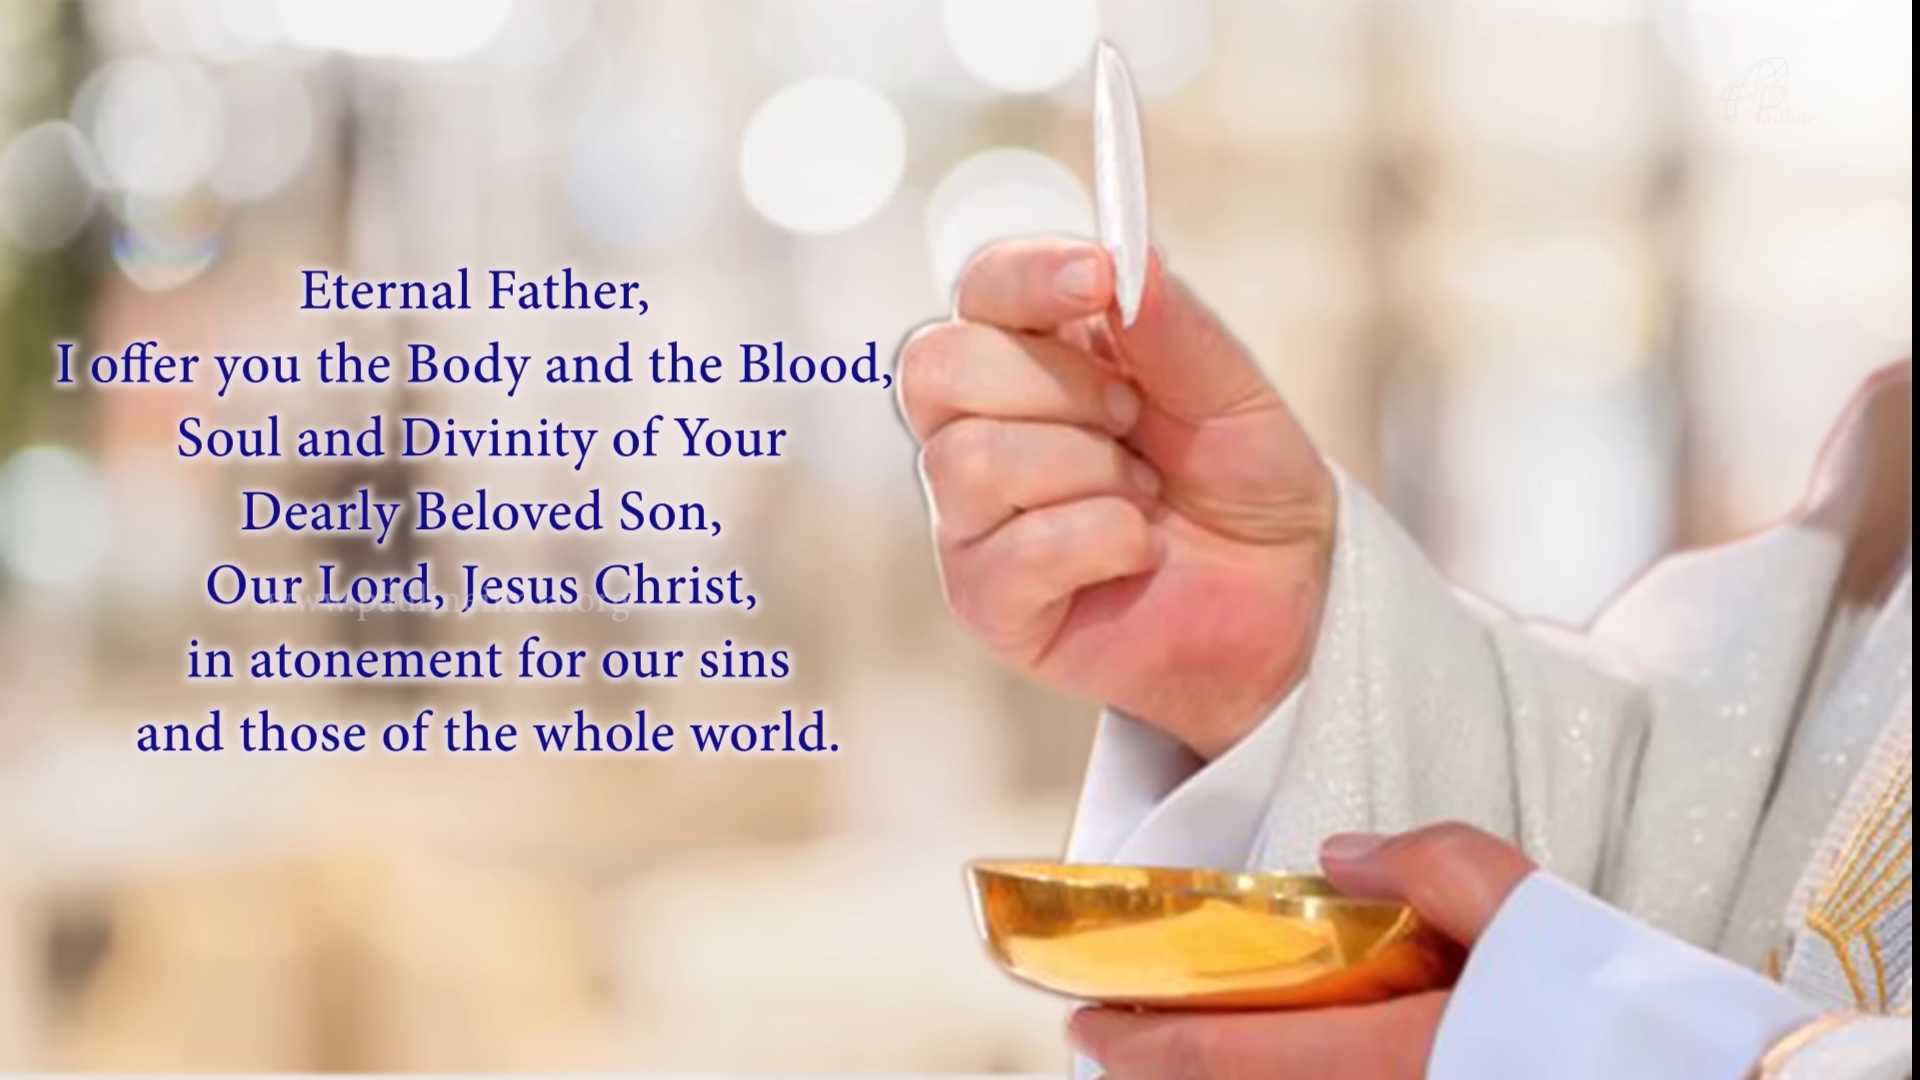 Eternal Father,
I offer you the Body and the Blood,
Soul and Divinity of Your
Dearly Beloved Son,
Our Lord, Jesus Christ,
in atonement for our sins
and those of the whole world.
Pauline